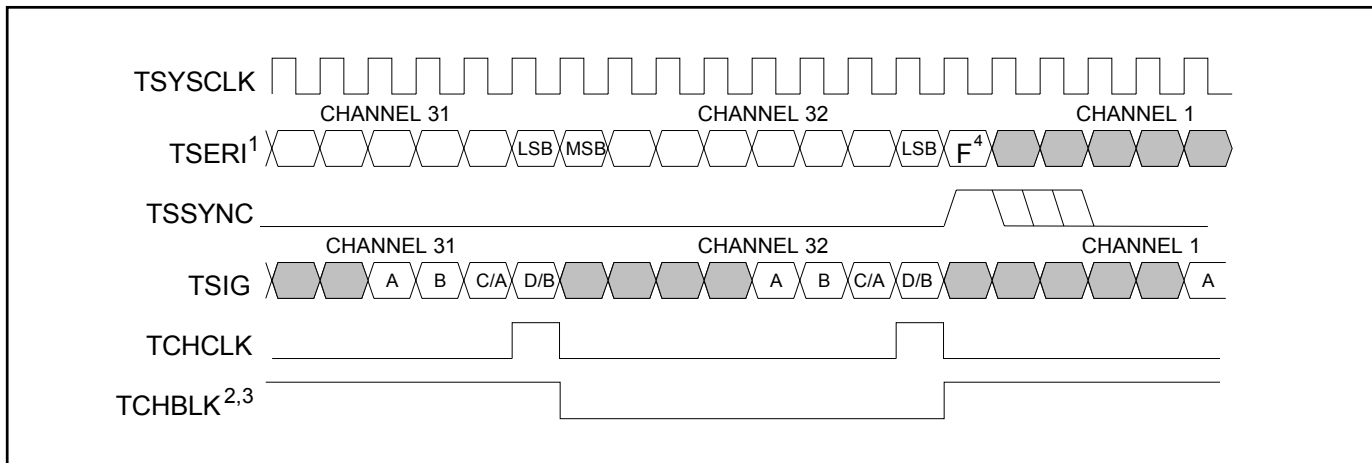 TSYSCLK
CHANNEL 31 CHANNEL 32 CHANNEL 1
TSERI1 LSB MSB LSB F4
TSSYNC
CHANNEL 31 CHANNEL 32 CHANNEL 1
TSIG A B C/A D/B A B C/A D/B A
TCHCLK
TCHBLK2,3